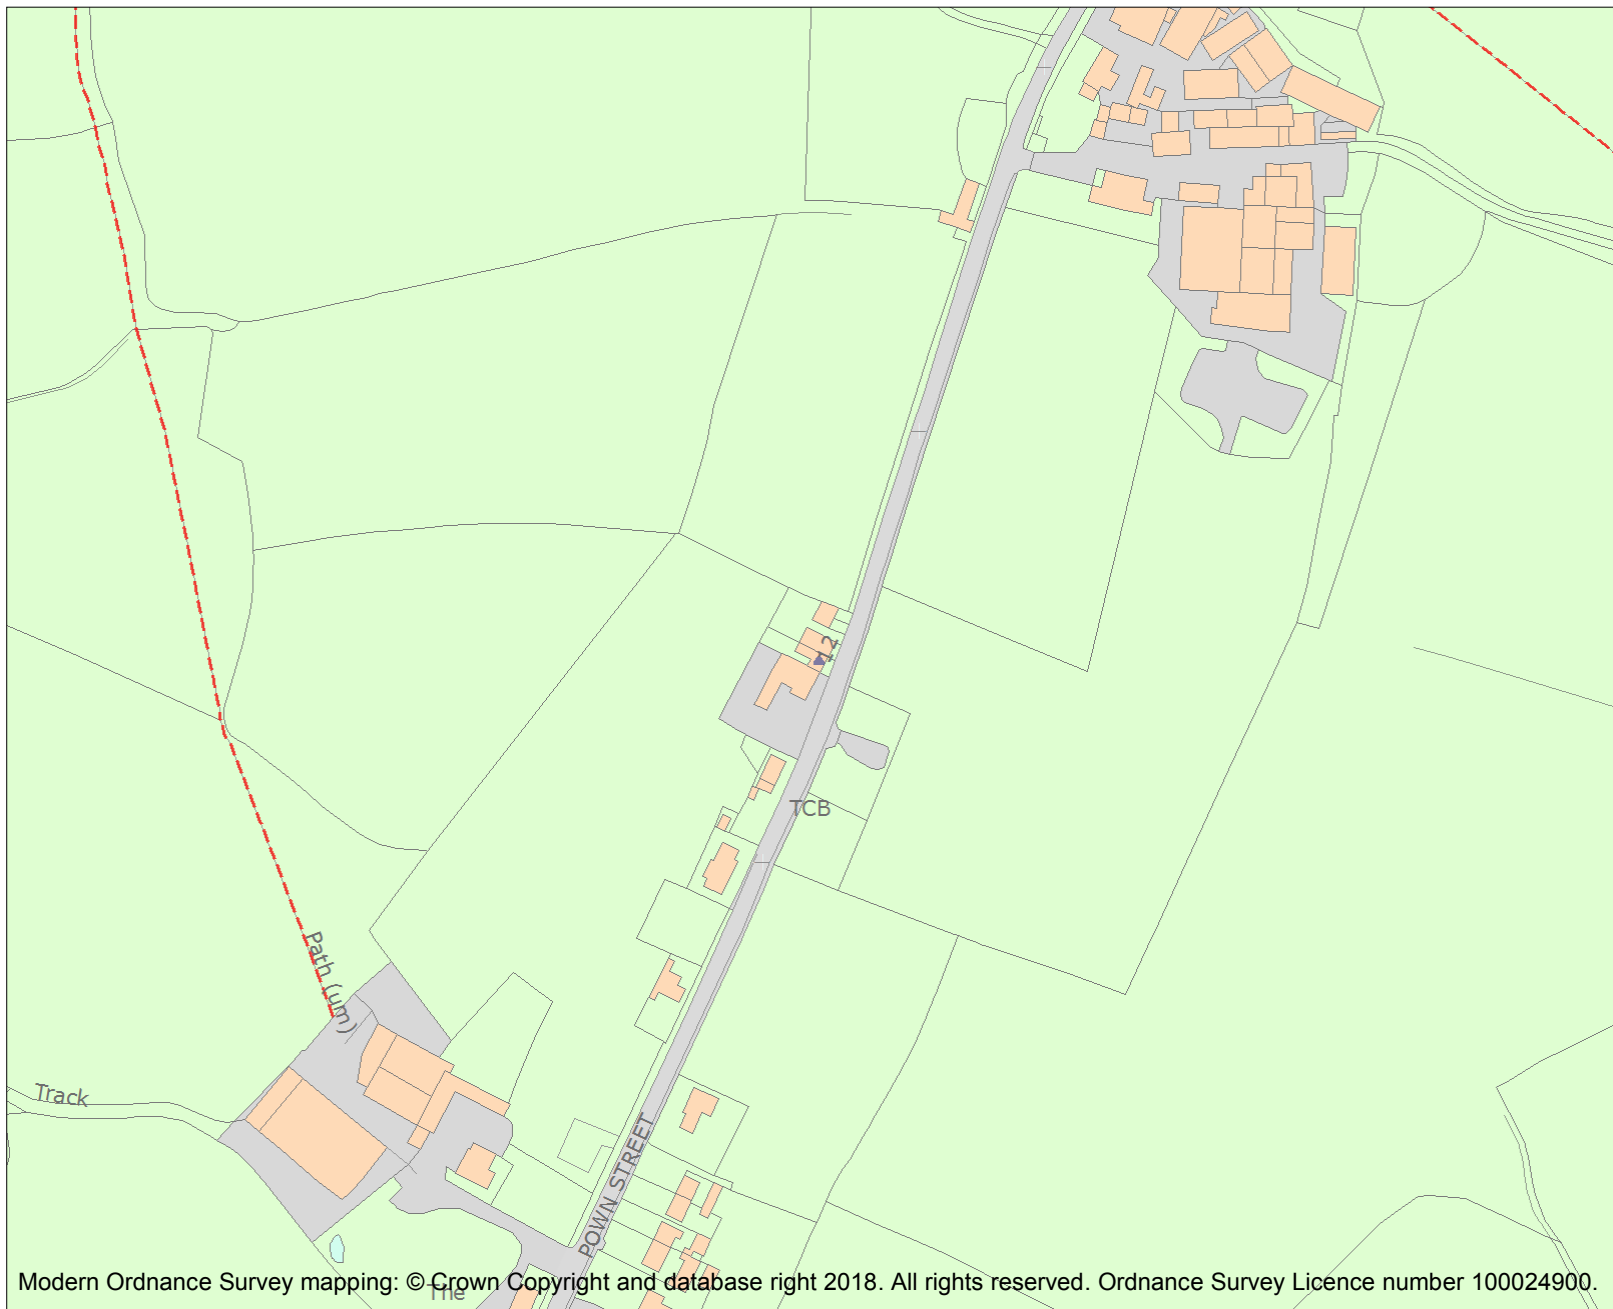 12
TCB
Path (um)
Track
POWN STREET
The
Modern Ordnance Survey mapping: © Crown Copyright and database right 2018. All rights reserved. Ordnance Survey Licence number 100024900.